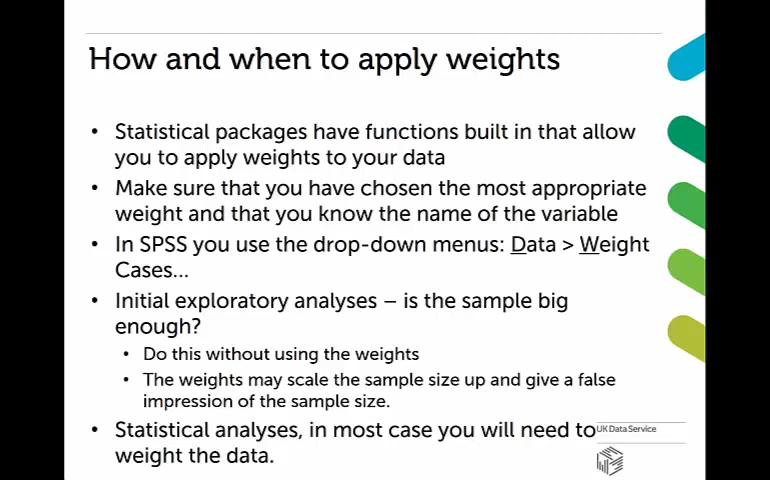 How and when to apply weights
• Statistical packages have functions built in that allow
you to apply weights to your data
• Make sure that you have chosen the most appropriate
weight and that you know the name of the variable
• In SPSS you use the drop-down menus: Data > Weight
Cases...
• Initial exploratory analyses – is the sample big
enough?
• Do this without using the weights
• The weights may scale the sample size up and give a false
impression of the sample size.
• Statistical analyses, in most case you will need to
weight the data.
UK Data Service